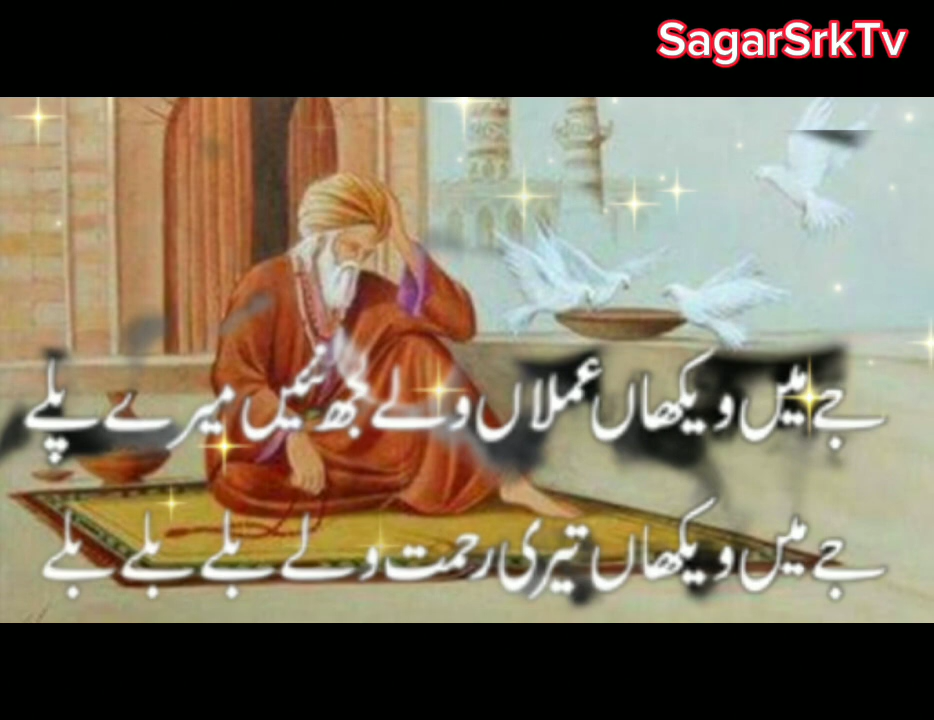 SagarSrkTv
جے میں ویکھاں عملاں ولے کجھ نئیں میرے پلے
جے میں ویکھاں تیری رحمت ولے بلے بلے بلے